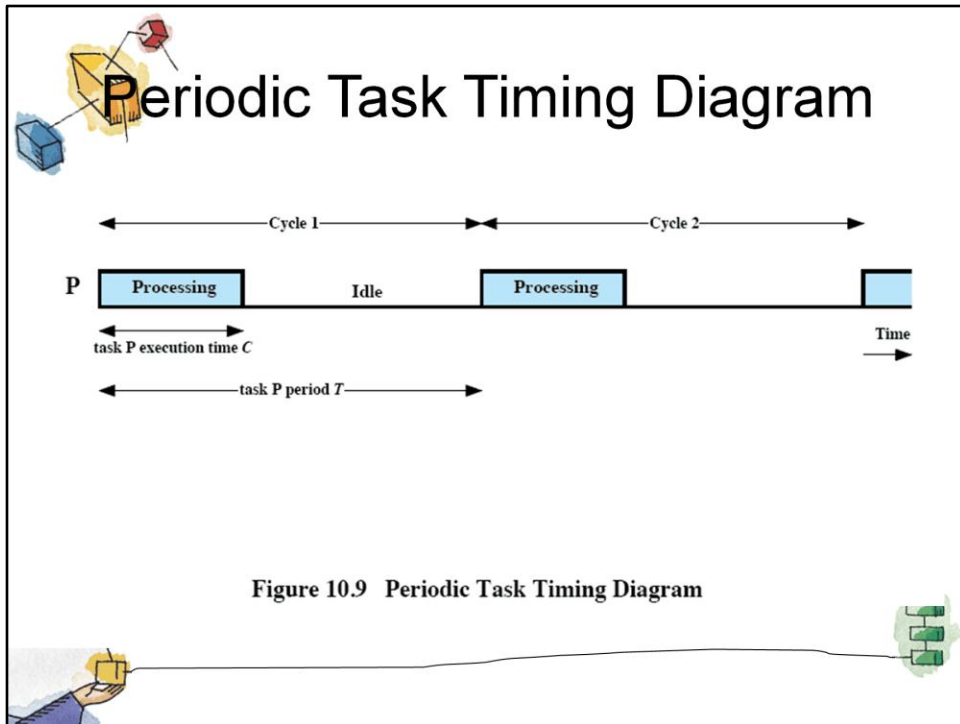 Periodic Task Timing Diagram
Cycle 1
Cycle 2
P
Processing
Idle
Processing
Time
task P execution time C
task P period T
Figure 10.9 Periodic Task Timing Diagram